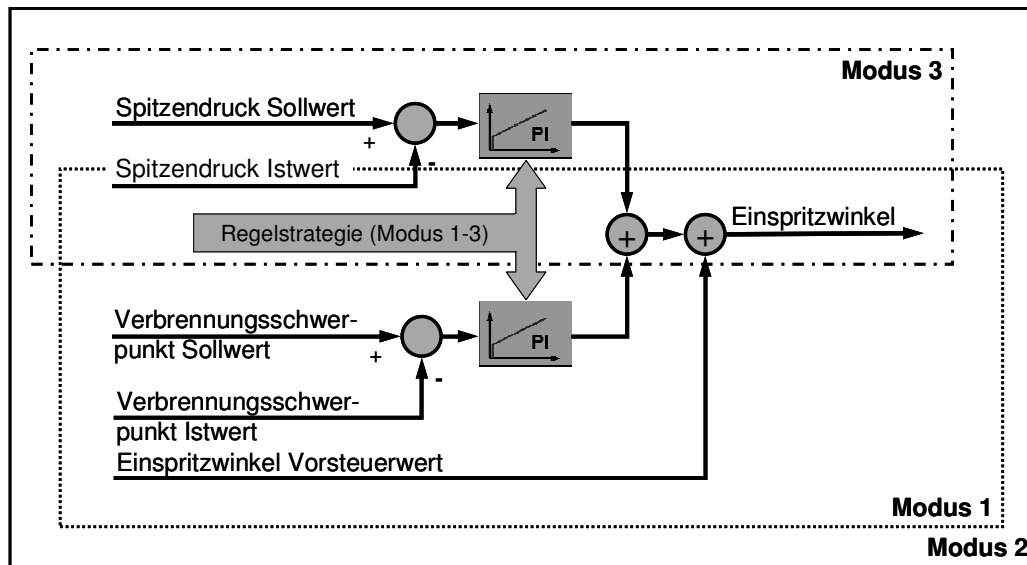 Modus 3
Spitzendruck Sollwert
PI
+
-
Spitzendruck Istwert
Einspritzwinkel
Regelstrategie (Modus 1-3)
+
+
Verbrennungsschwer-
punkt Sollwert
PI
+
-
Verbrennungsschwer-
punkt Istwert
Einspritzwinkel Vorsteuerwert
Modus 1
Modus 2